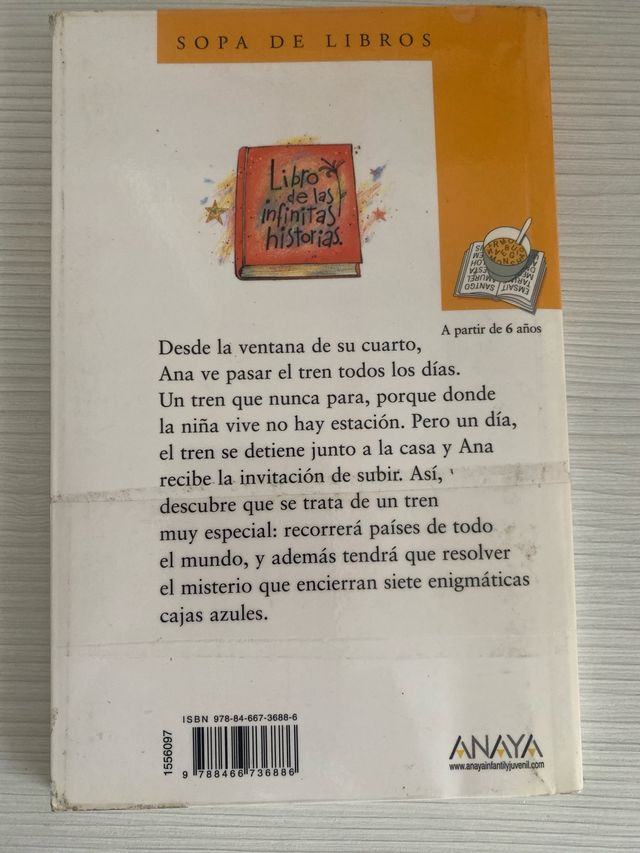 SOPA DE LIBROS
Libro
de las
infinitas
historias.
A partir de 6 años
Desde la ventana de su cuarto,
Ana ve pasar el tren todos los días.
Un tren que nunca para, porque donde
la niña vive no hay estación. Pero un día,
el tren se detiene junto a la casa y Ana
recibe la invitación de subir. Así,
descubre que se trata de un tren
muy especial: recorrerá países de todo
el mundo, y además tendrá que resolver
el misterio que encierran siete enigmáticas
cajas azules.
1556097
ISBN 978-84-667-3688-6
9 788466 736886
ANAYA
www.anayainfantilyjuvenil.com